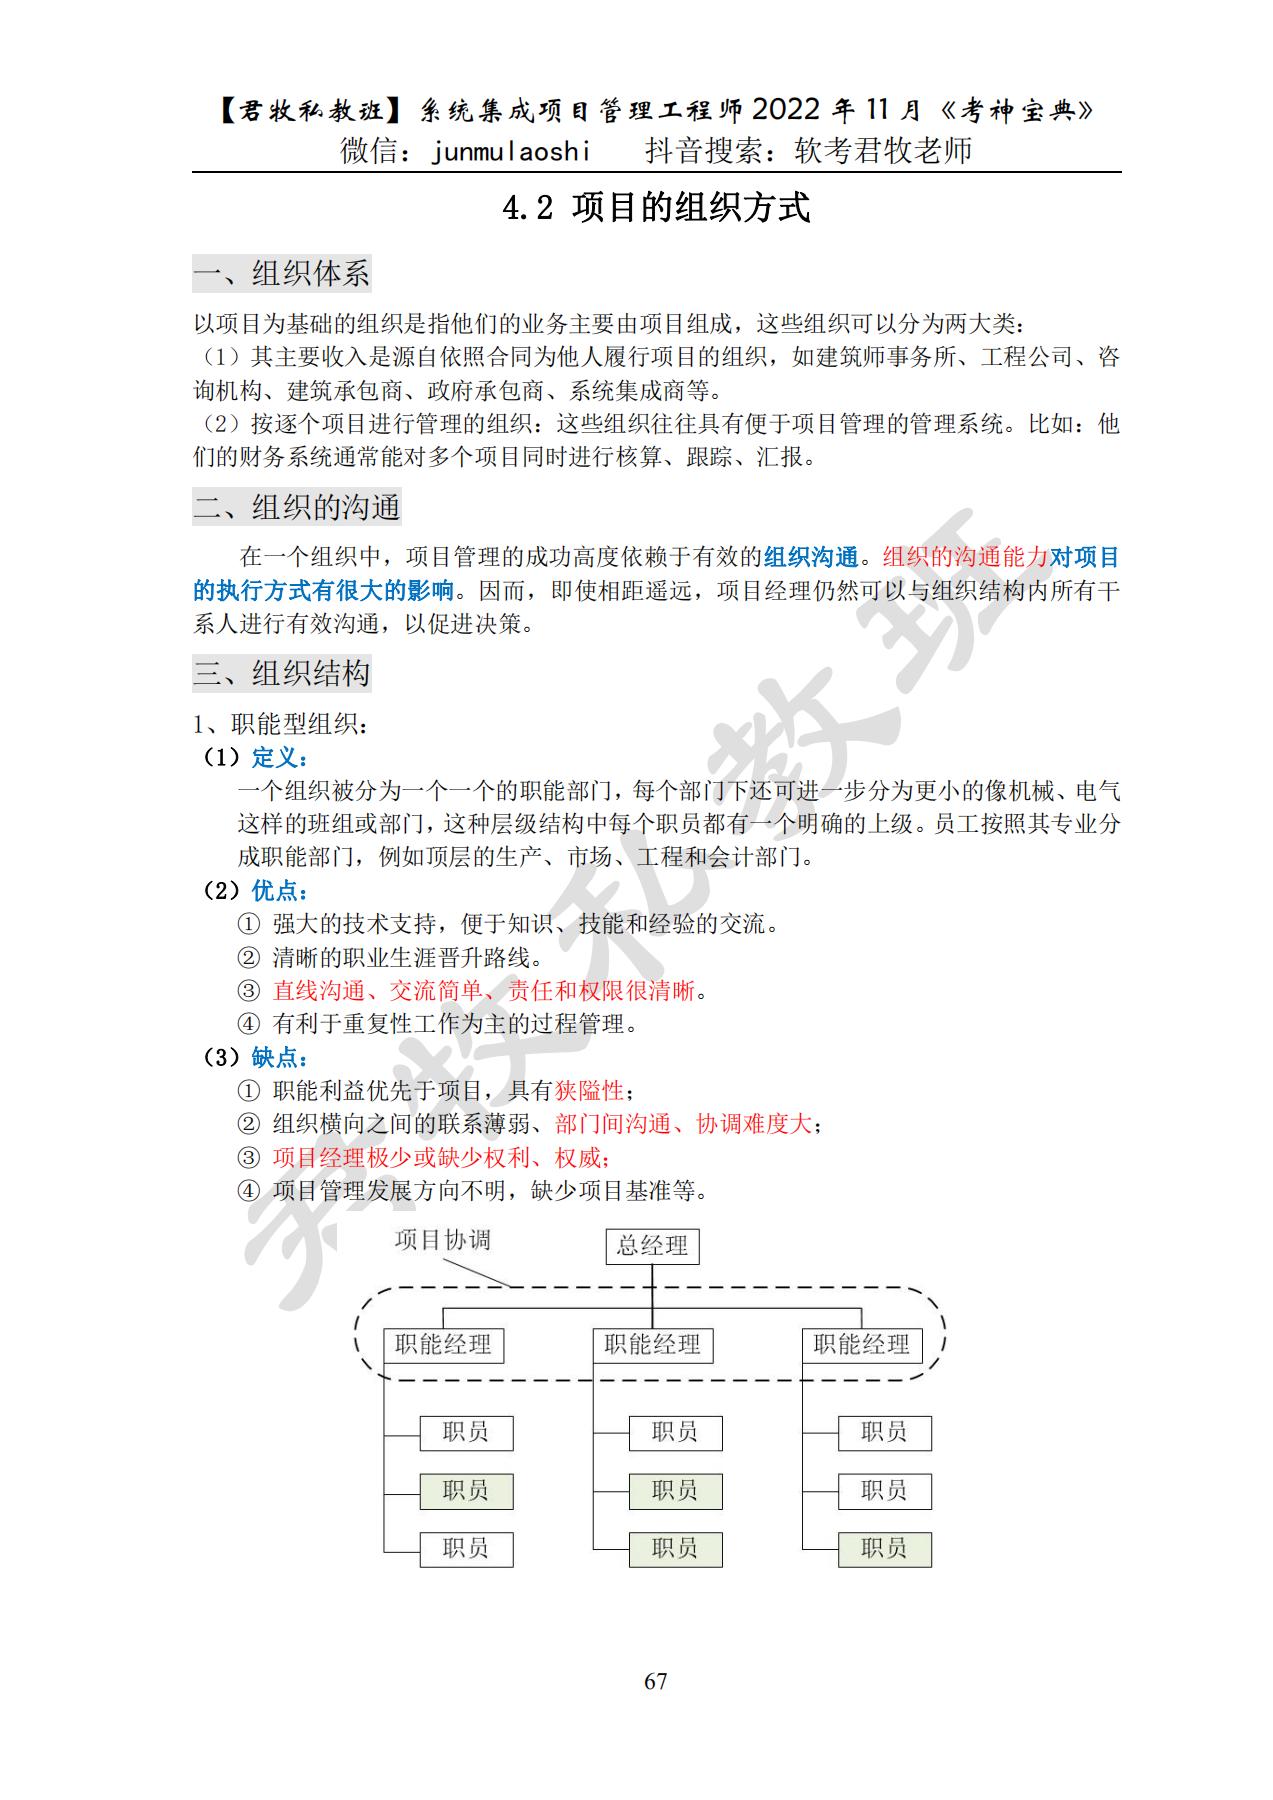 【君牧私教班】系统集成项目管理工程师 2022 年 11 月《考神宝典》
微信：junmulaoshi 抖音搜索：软考君牧老师
4.2 项目的组织方式
一、组织体系
以项目为基础的组织是指他们的业务主要由项目组成，这些组织可以分为两大类：
（1）其主要收入是源自依照合同为他人履行项目的组织，如建筑师事务所、工程公司、咨
询机构、建筑承包商、政府承包商、系统集成商等。
（2）按逐个项目进行管理的组织：这些组织往往具有便于项目管理的管理系统。比如：他
们的财务系统通常能对多个项目同时进行核算、跟踪、汇报。
二、组织的沟通
在一个组织中，项目管理的成功高度依赖于有效的组织沟通。组织的沟通能力对项目
的执行方式有很大的影响。因而，即使相距遥远，项目经理仍然可以与组织结构内所有干
系人进行有效沟通，以促进决策。
三、组织结构
1、职能型组织：
（1）定义：
一个组织被分为一个一个的职能部门，每个部门下还可进一步分为更小的像机械、电气
这样的班组或部门，这种层级结构中每个职员都有一个明确的上级。员工按照其专业分
成职能部门，例如顶层的生产、市场、工程和会计部门。
（2）优点：
① 强大的技术支持，便于知识、技能和经验的交流。
② 清晰的职业生涯晋升路线。
③ 直线沟通、交流简单、责任和权限很清晰。
④ 有利于重复性工作为主的过程管理。
（3）缺点：
① 职能利益优先于项目，具有狭隘性；
② 组织横向之间的联系薄弱、部门间沟通、协调难度大；
③ 项目经理极少或缺少权利、权威；
④ 项目管理发展方向不明，缺少项目基准等。
项目协调 总经理
职能经理 职能经理 职能经理
职员 职员 职员
职员 职员 职员
职员 职员 职员
67
君牧私教班